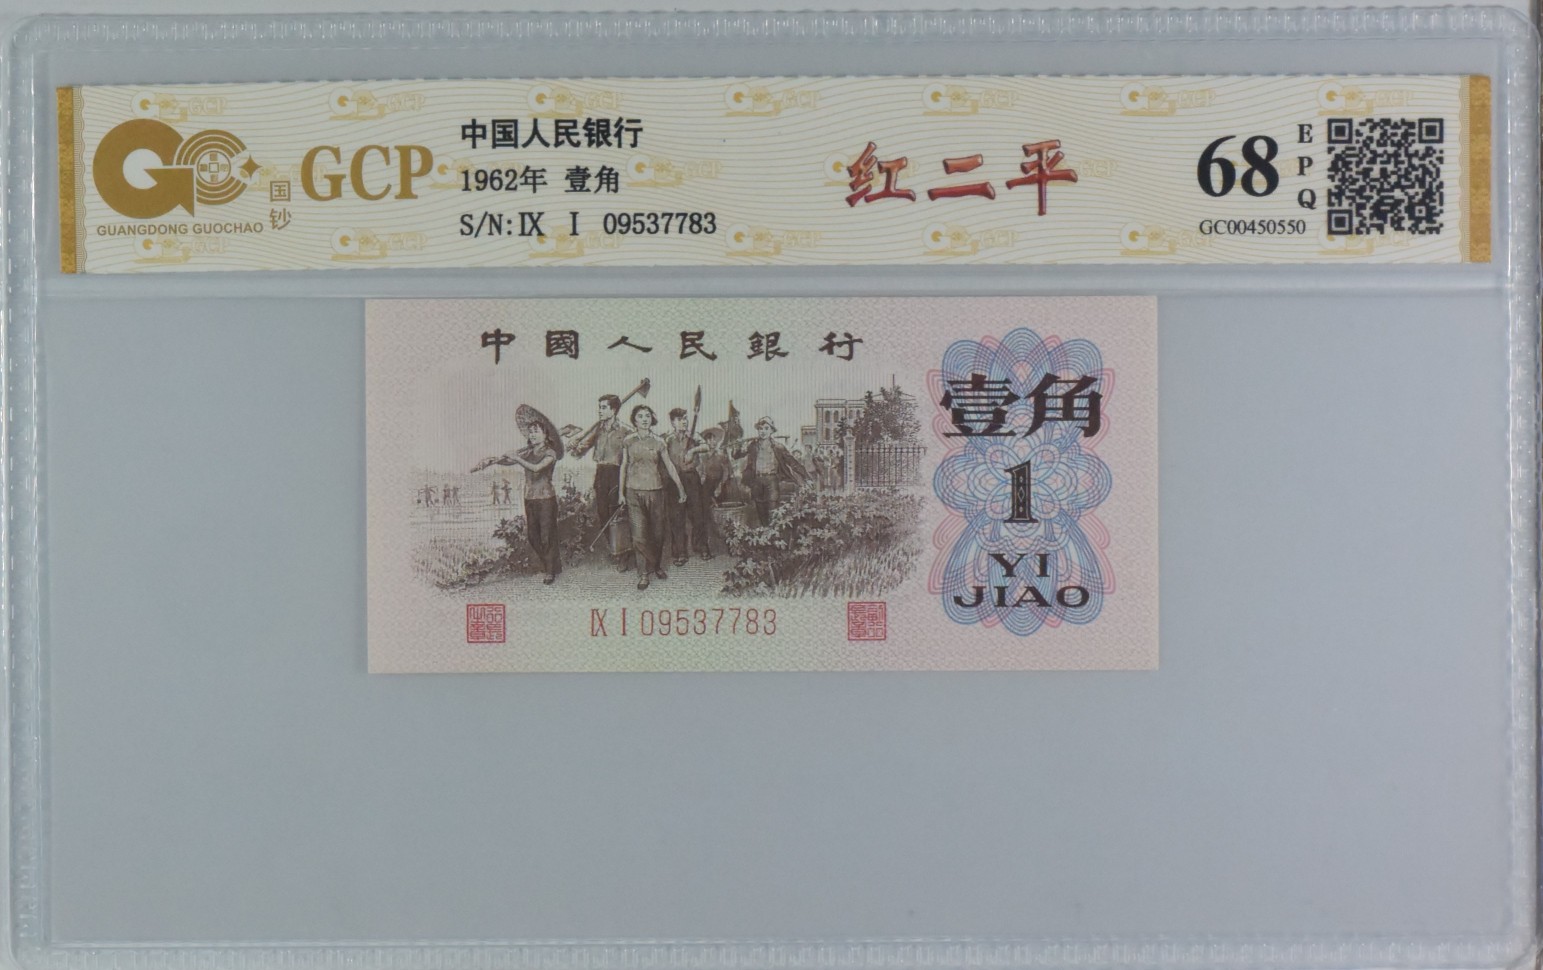 GUANGDONG GUOCHAO
国钞
GCP
中国人民银行
1962年 壹角
S/N:Ⅸ Ⅰ 09537783
红二平
68
EPQ
GC00450550
中國人民銀行
壹角
1
YI
JIAO
Ⅸ Ⅰ 09537783